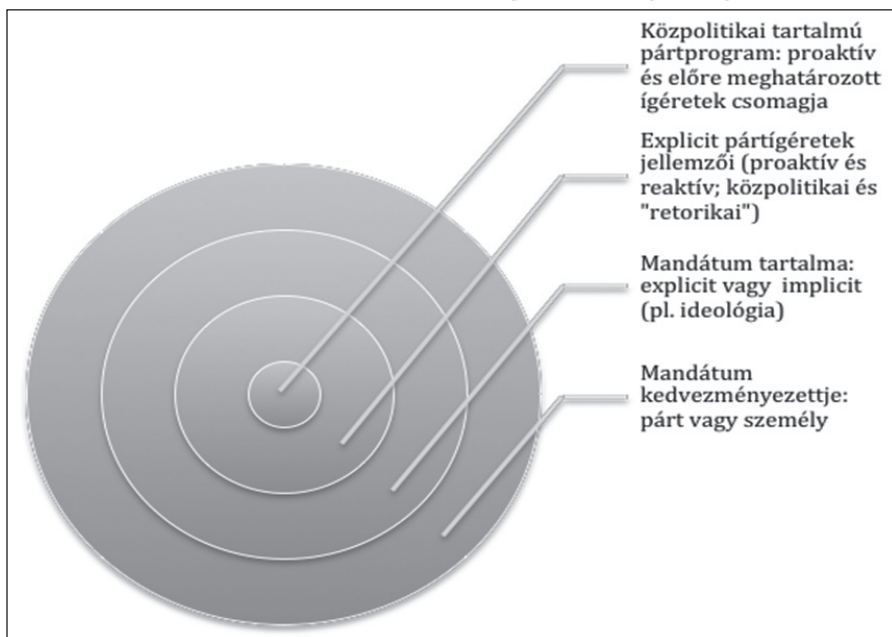 Közpolitikai tartalmú
pártprogram: proaktív
és előre meghatározott
ígéretek csomagja
Explicit pártígéretek
jellemzői (proaktív és
reaktív; közpolitikai és
"retorikai")
Mandátum tartalma:
explicit vagy implicit
(pl. ideológia)
Mandátum
kedvezményezettje:
párt vagy személy